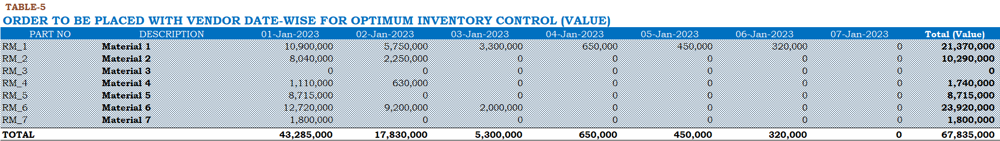 TABLE-5
ORDER TO BE PLACED WITH VENDOR DATE-WISE FOR OPTIMUM INVENTORY CONTROL (VALUE)
PART NO DESCRIPTION 01-Jan-2023 02-Jan-2023 03-Jan-2023 04-Jan-2023 05-Jan-2023 06-Jan-2023 07-Jan-2023 Total (Value)
RM_1 Material 1 10,900,000 5,750,000 3,300,000 650,000 450,000 320,000 0 21,370,000
RM_2 Material 2 8,040,000 2,250,000 0 0 0 0 0 10,290,000
RM_3 Material 3 0 0 0 0 0 0 0 0
RM_4 Material 4 1,110,000 630,000 0 0 0 0 0 1,740,000
RM_5 Material 5 8,715,000 0 0 0 0 0 0 8,715,000
RM_6 Material 6 12,720,000 9,200,000 2,000,000 0 0 0 0 23,920,000
RM_7 Material 7 1,800,000 0 0 0 0 0 0 1,800,000
TOTAL 43,285,000 17,830,000 5,300,000 650,000 450,000 320,000 0 67,835,000